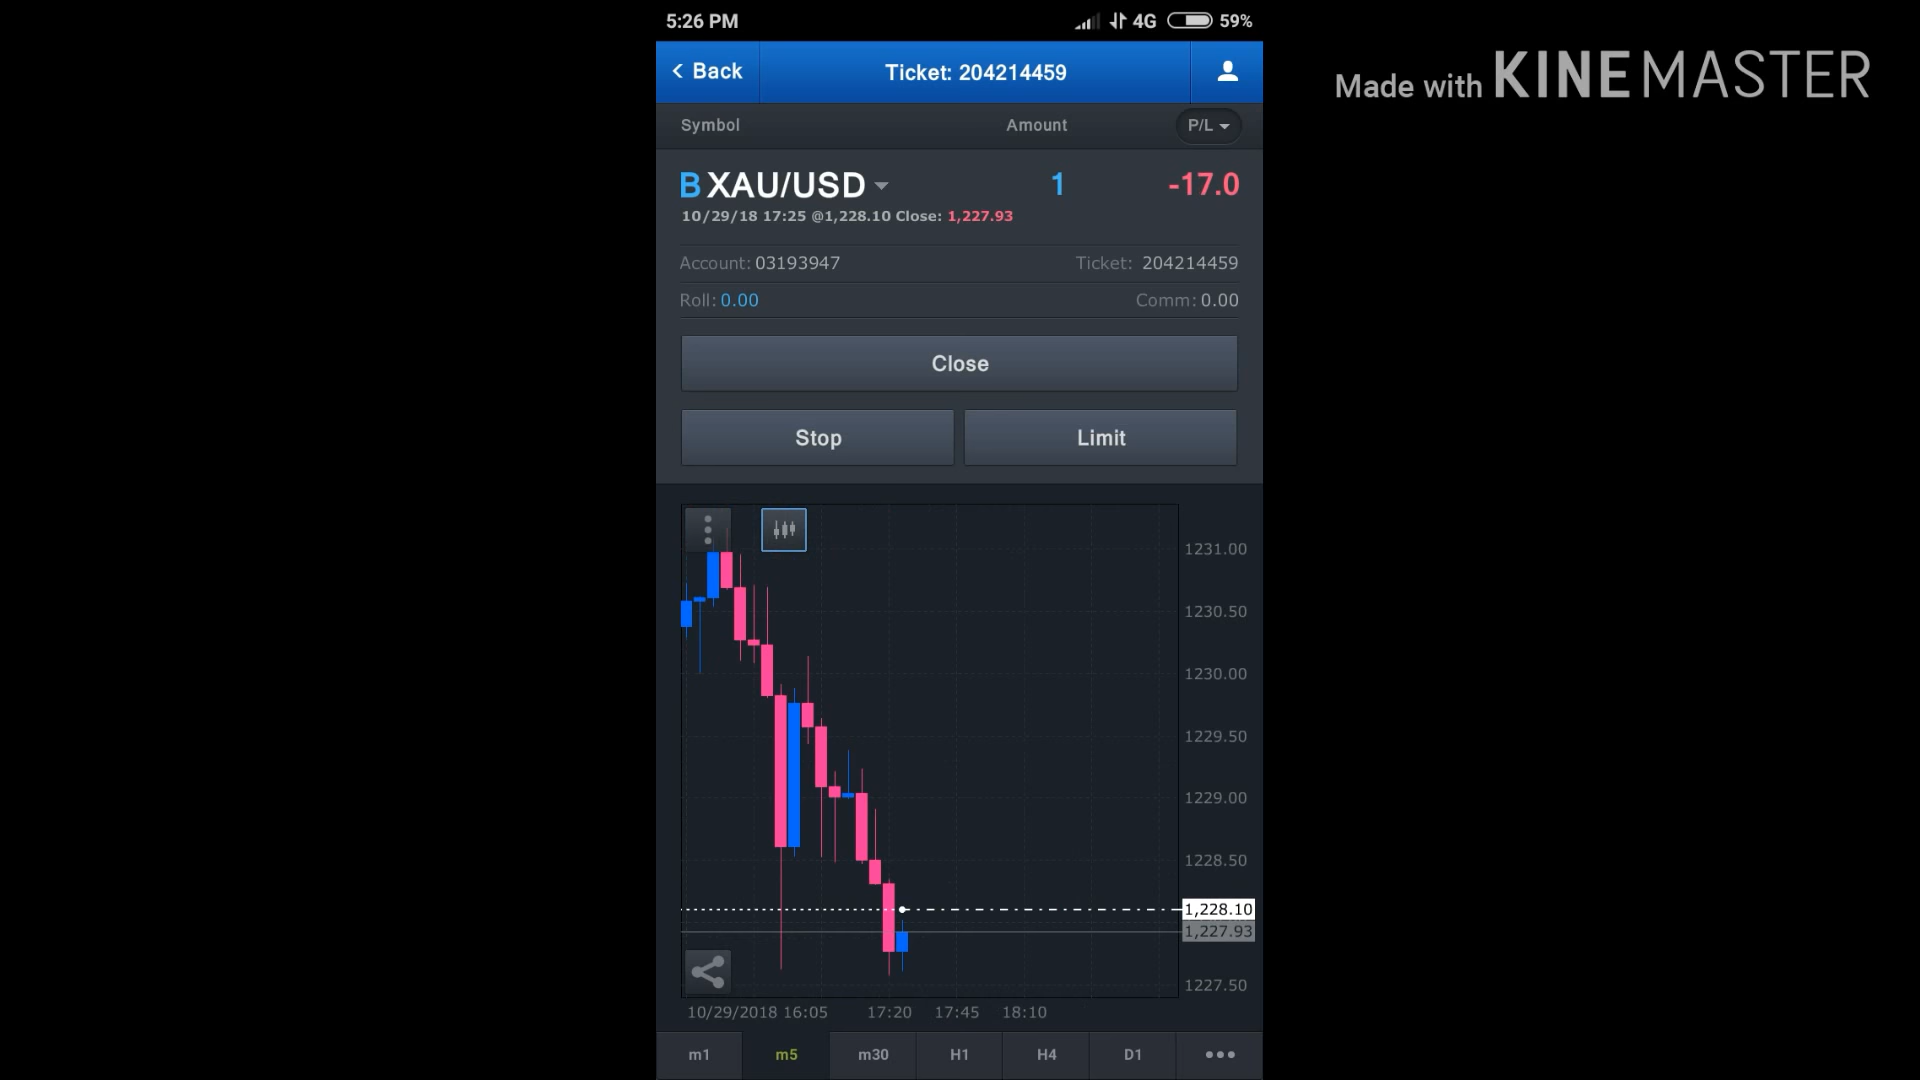 5:26 PM 4G 59%
Made with KINEMASTER
Back Ticket: 204214459
Symbol Amount P/L
B XAU/USD 1 -17.0
10/29/18 17:25 @1,228.10 Close: 1,227.93
Account: 03193947 Ticket: 204214459
Roll: 0.00 Comm: 0.00
Close
Stop Limit
1231.00
1230.50
1230.00
1229.50
1229.00
1228.50
1,228.10
1,227.93
1227.50
10/29/2018 16:05 17:20 17:45 18:10
m1 m5 m30 H1 H4 D1